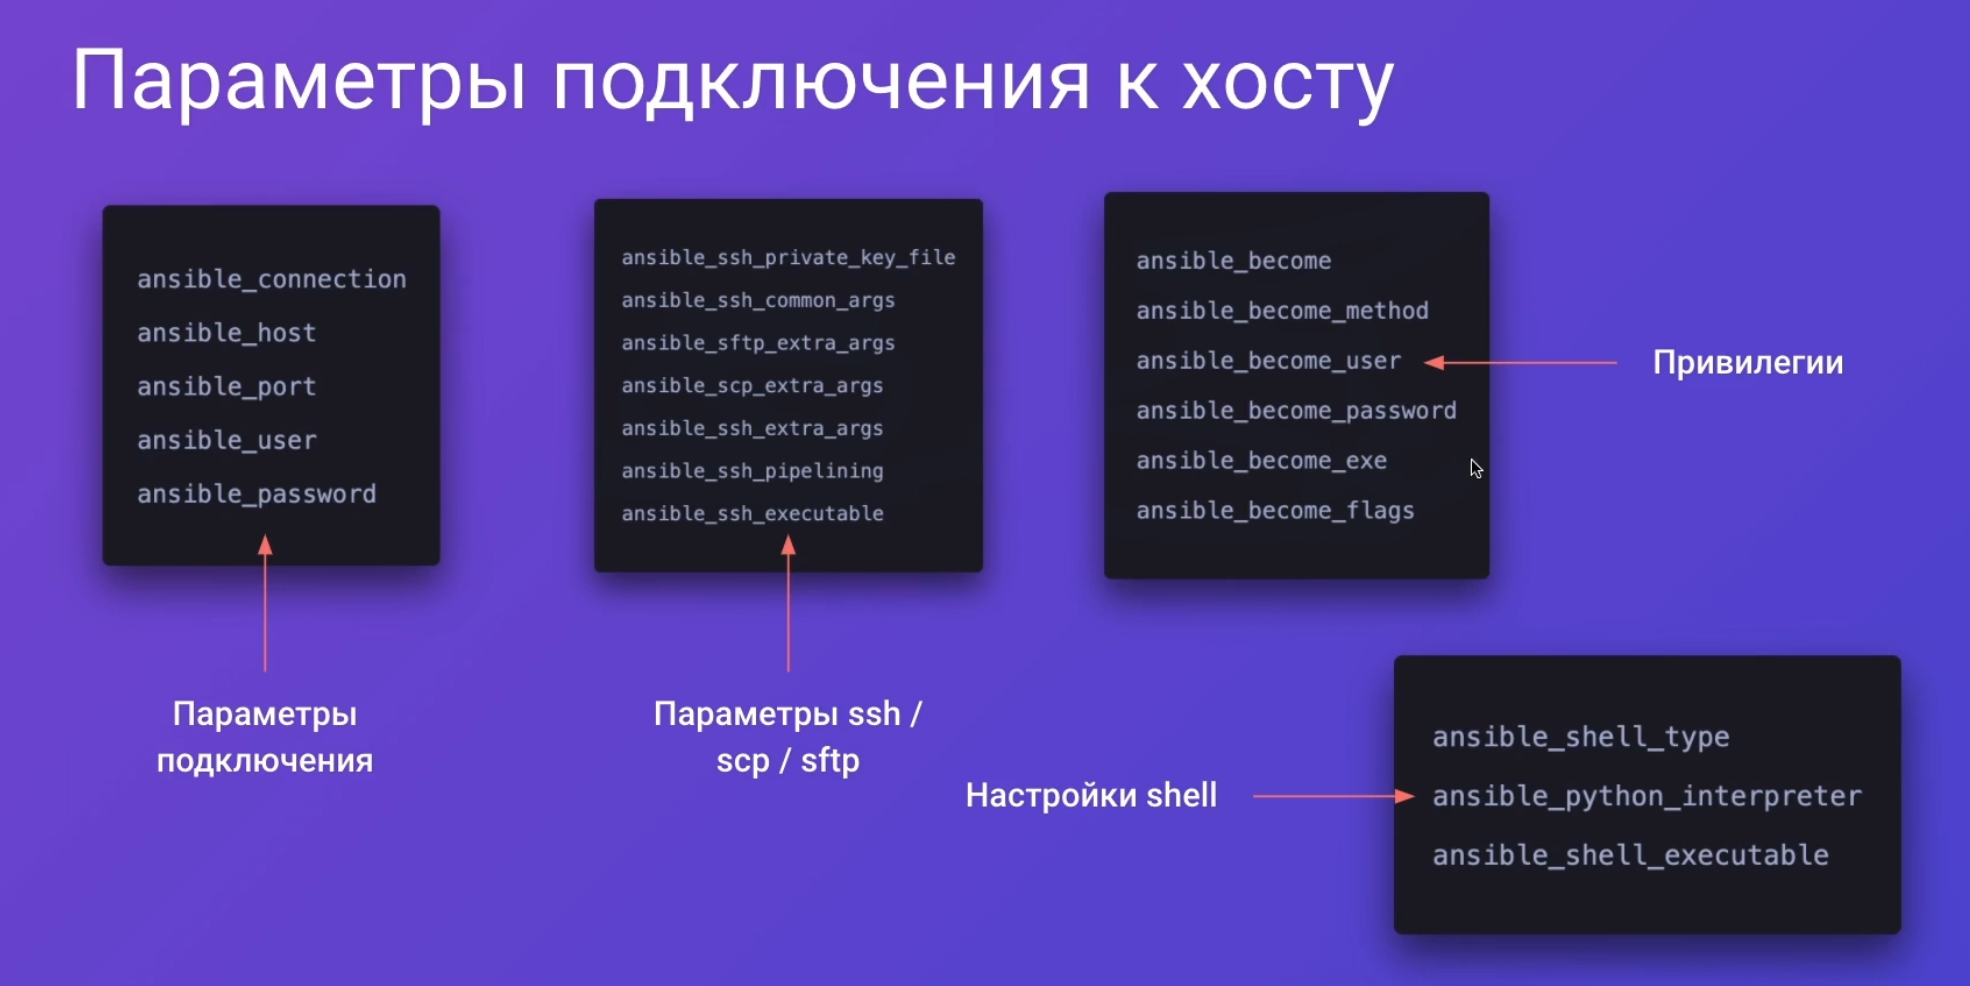 Параметры подключения к хосту
ansible_connection
ansible_host
ansible_port
ansible_user
ansible_password
Параметры
подключения
ansible_ssh_private_key_file
ansible_ssh_common_args
ansible_sftp_extra_args
ansible_scp_extra_args
ansible_ssh_extra_args
ansible_ssh_pipelining
ansible_ssh_executable
Параметры ssh /
scp / sftp
ansible_become
ansible_become_method
ansible_become_user
ansible_become_password
ansible_become_exe
ansible_become_flags
Привилегии
Настройки shell
ansible_shell_type
ansible_python_interpreter
ansible_shell_executable